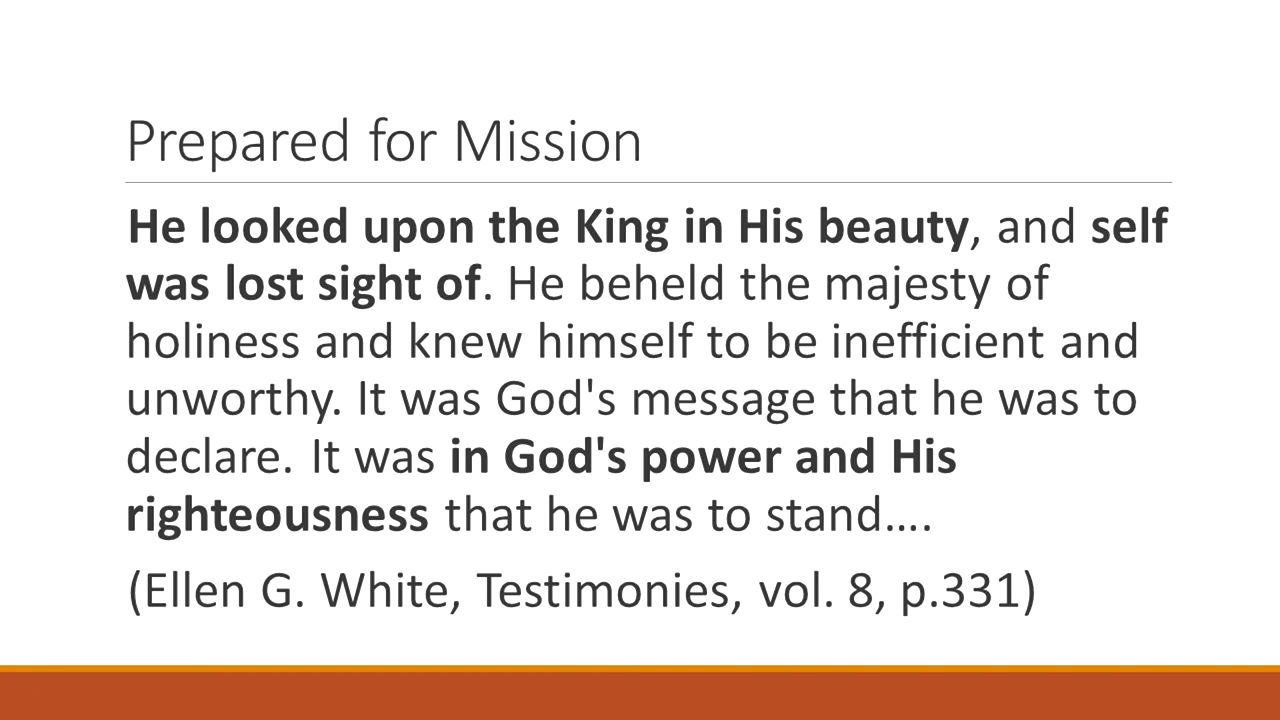 Prepared for Mission
He looked upon the King in His beauty, and self
was lost sight of. He beheld the majesty of
holiness and knew himself to be inefficient and
unworthy. It was God's message that he was to
declare. It was in God's power and His
righteousness that he was to stand….
(Ellen G. White, Testimonies, vol. 8, p.331)